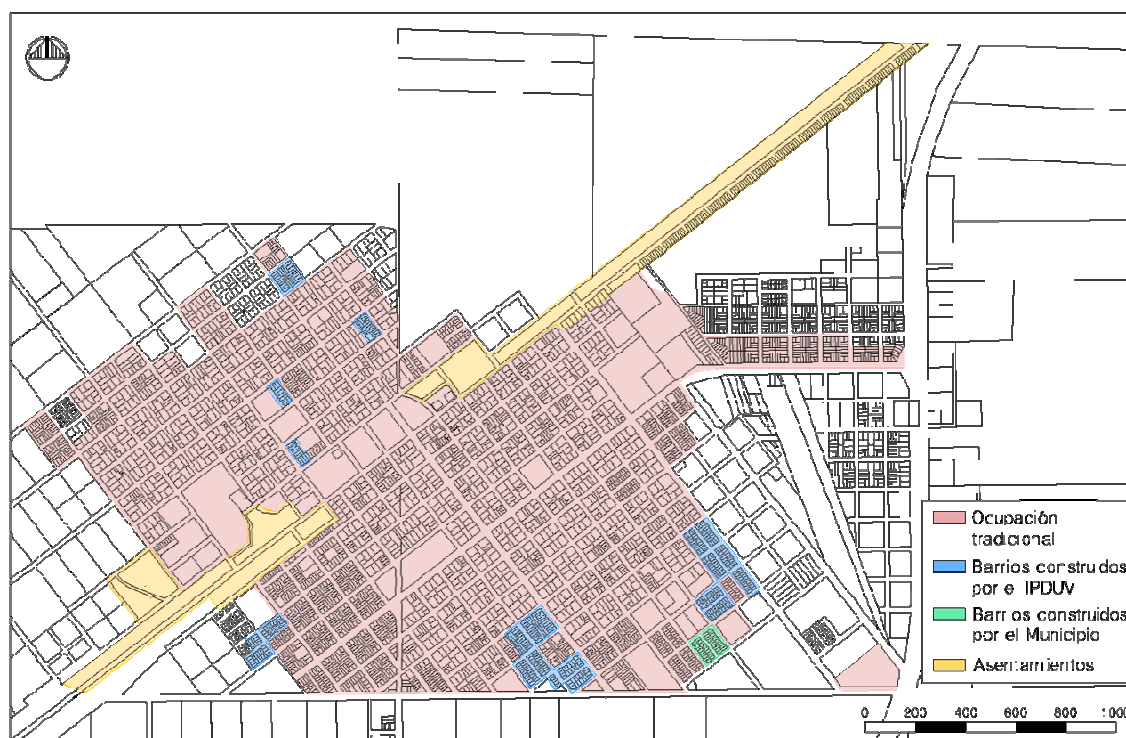 Ocupación
tradicional
Barrios construidos
por el IPDUV
Barrios construidos
por el Municipio
Asentamientos
0 200 400 600 800 1000